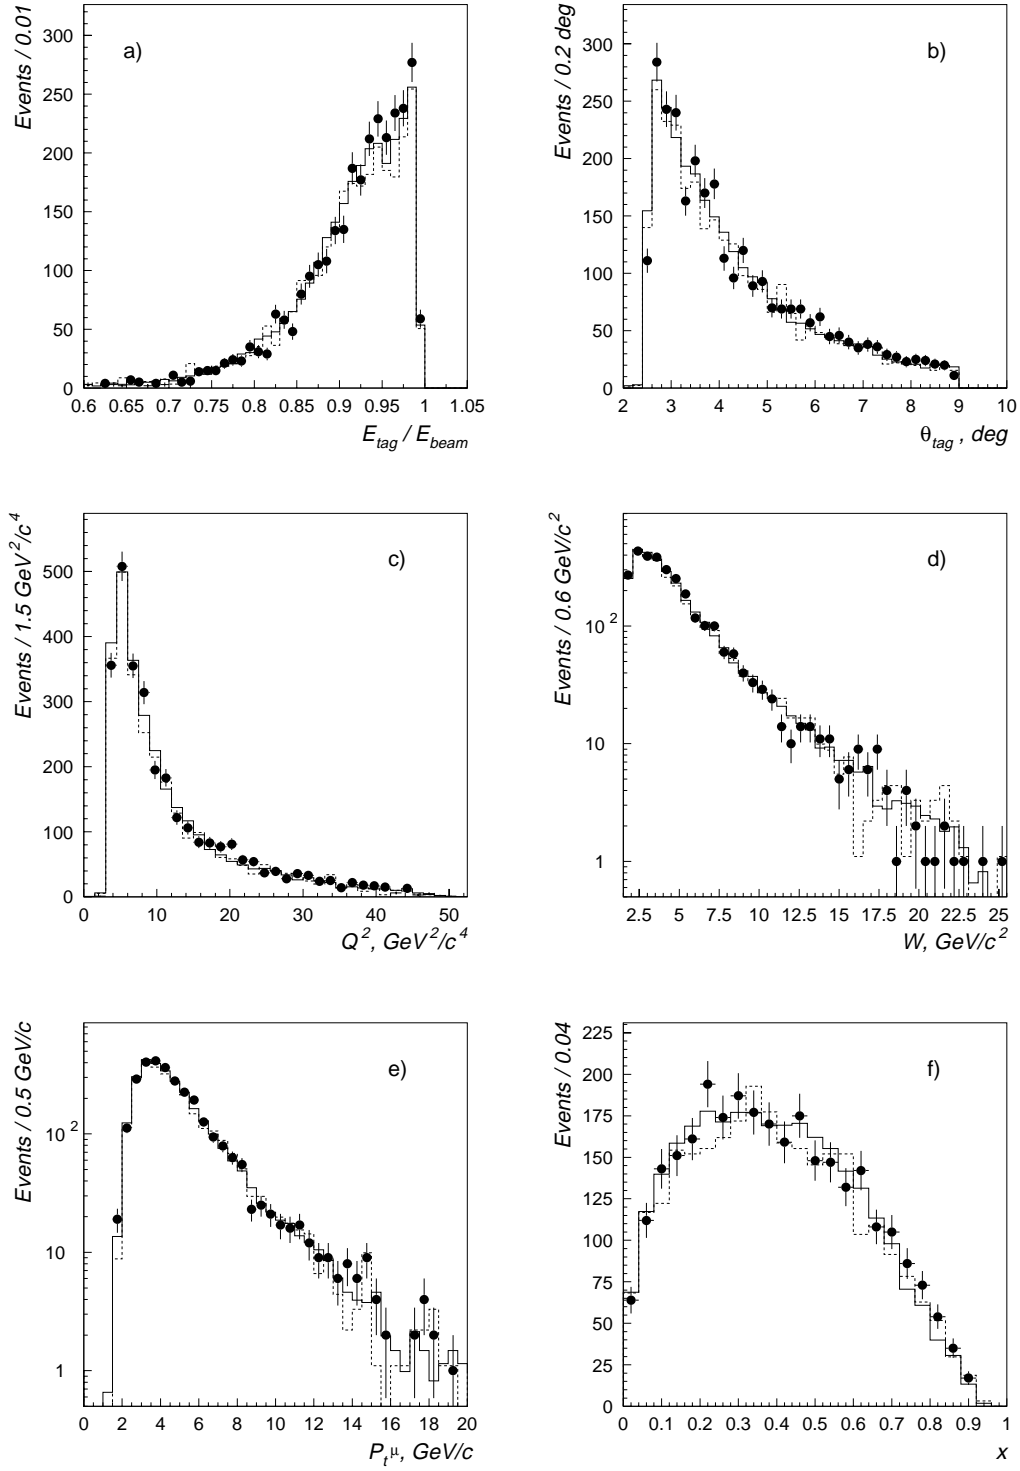 Events / 0.01
a)
300
250
200
150
100
50
0
0.6 0.65 0.7 0.75 0.8 0.85 0.9 0.95 1 1.05
E_tag / E_beam
Events / 0.2 deg
b)
300
250
200
150
100
50
0
2 3 4 5 6 7 8 9 10
θ_tag , deg
Events / 1.5 GeV²/c⁴
c)
500
400
300
200
100
0
0 10 20 30 40 50
Q², GeV²/c⁴
Events / 0.6 GeV/c²
d)
10²
10
1
2.5 5 7.5 10 12.5 15 17.5 20 22.5 25
W, GeV/c²
Events / 0.5 GeV/c
e)
10²
10
1
0 2 4 6 8 10 12 14 16 18 20
P_t^μ, GeV/c
Events / 0.04
f)
225
200
175
150
125
100
75
50
25
0
0 0.1 0.2 0.3 0.4 0.5 0.6 0.7 0.8 0.9 1
x